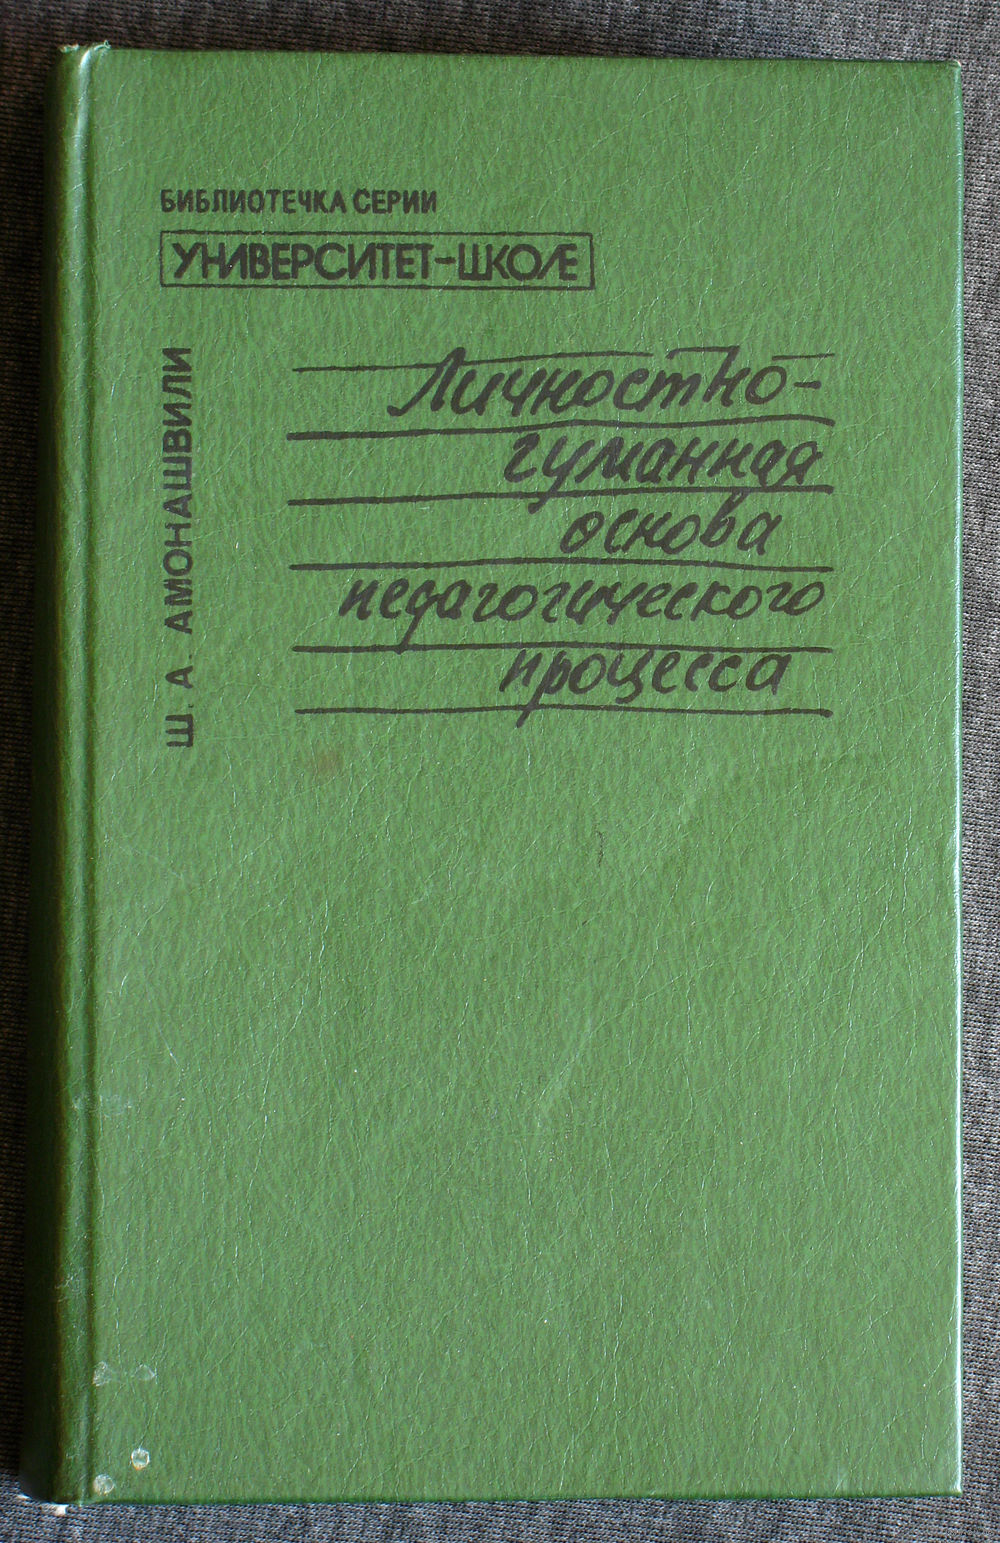 БИБЛИОТЕЧКА СЕРИИ
УНИВЕРСИТЕТ-ШКОЛЕ
Ш. А. АМОНАШВИЛИ
Личностно-
гуманная
основа
педагогического
процесса